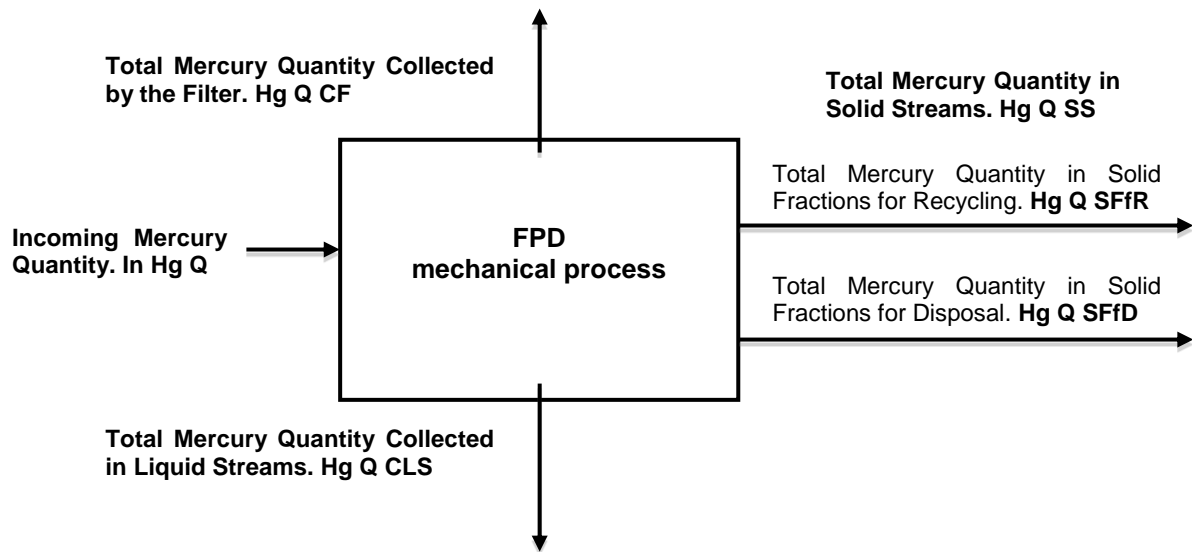 Total Mercury Quantity Collected
by the Filter. Hg Q CF
Total Mercury Quantity in
Solid Streams. Hg Q SS
Total Mercury Quantity in Solid
Fractions for Recycling. Hg Q SFfR
Incoming Mercury
Quantity. In Hg Q
FPD
mechanical process
Total Mercury Quantity in Solid
Fractions for Disposal. Hg Q SFfD
Total Mercury Quantity Collected
in Liquid Streams. Hg Q CLS